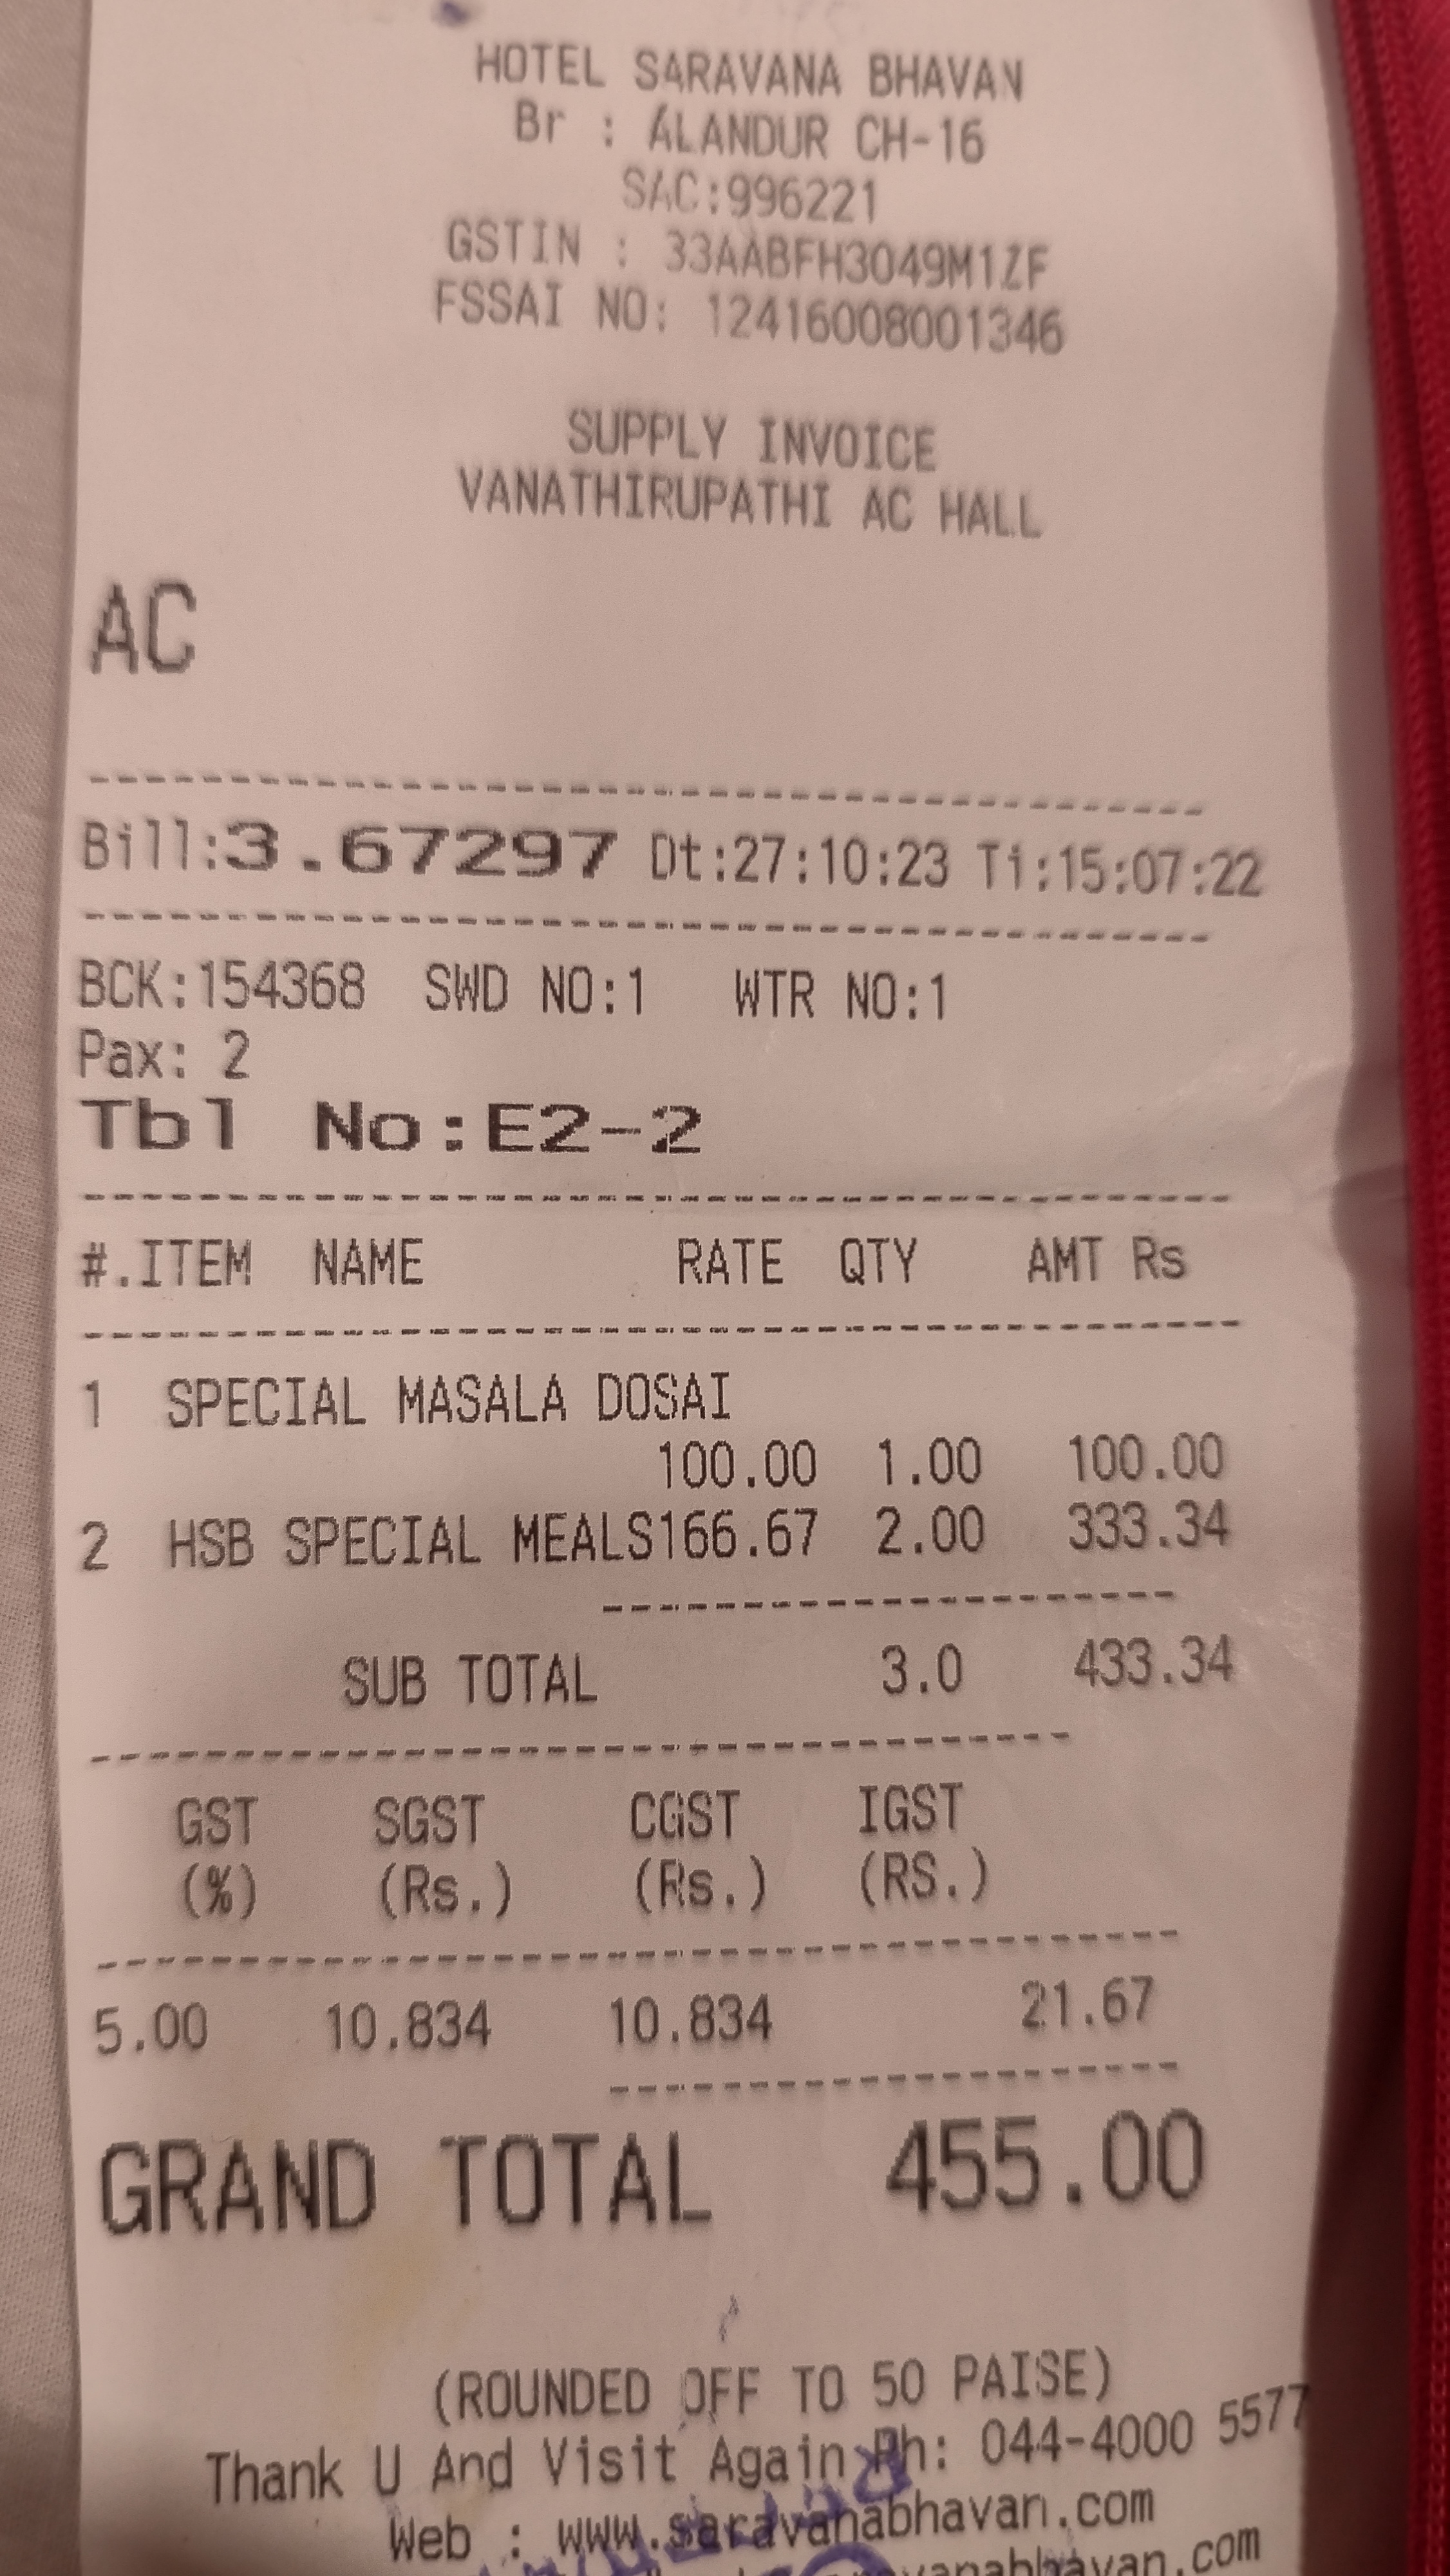 HOTEL SARAVANA BHAVAN
Br : ALANDUR CH-16
SAC:996221
GSTIN : 33AABFH3049M1ZF
FSSAI NO: 12416008001346
SUPPLY INVOICE
VANATHIRUPATHI AC HALL
AC
Bill:3.67297 Dt:27:10:23 Ti:15:07:22
BCK:154368 SWD NO:1 WTR NO:1
Pax: 2
Tbl No:E2-2
#.ITEM NAME RATE QTY AMT Rs
1 SPECIAL MASALA DOSAI
100.00 1.00 100.00
2 HSB SPECIAL MEALS166.67 2.00 333.34
SUB TOTAL 3.0 433.34
GST SGST CGST IGST
(%) (Rs.) (Rs.) (RS.)
5.00 10.834 10.834 21.67
GRAND TOTAL 455.00
(ROUNDED OFF TO 50 PAISE)
Thank U And Visit Again Ph: 044-4000 5577
Web : www.saravanabhavan.com